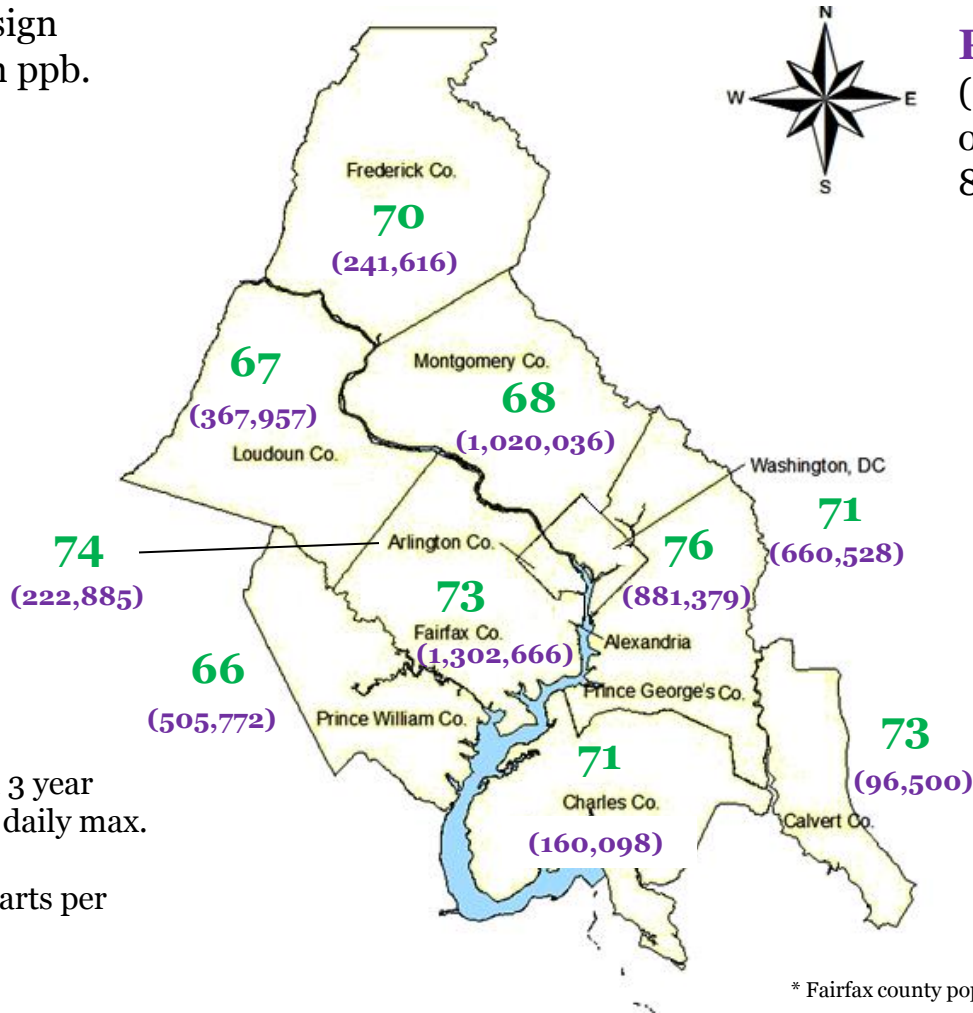 sign
n ppb.
N
W
E
S
(
o
8
Frederick Co.
70
(241,616)
67
(367,957)
Loudoun Co.
Montgomery Co.
68
(1,020,036)
Washington, DC
71
(660,528)
74
(222,885)
Arlington Co.
76
(881,379)
73
Fairfax Co.
(1,302,666)
Alexandria
66
(505,772)
Prince William Co.
Prince George's Co.
71
Charles Co.
(160,098)
73
(96,500)
Calvert Co.
3 year
daily max.
arts per
* Fairfax county pop